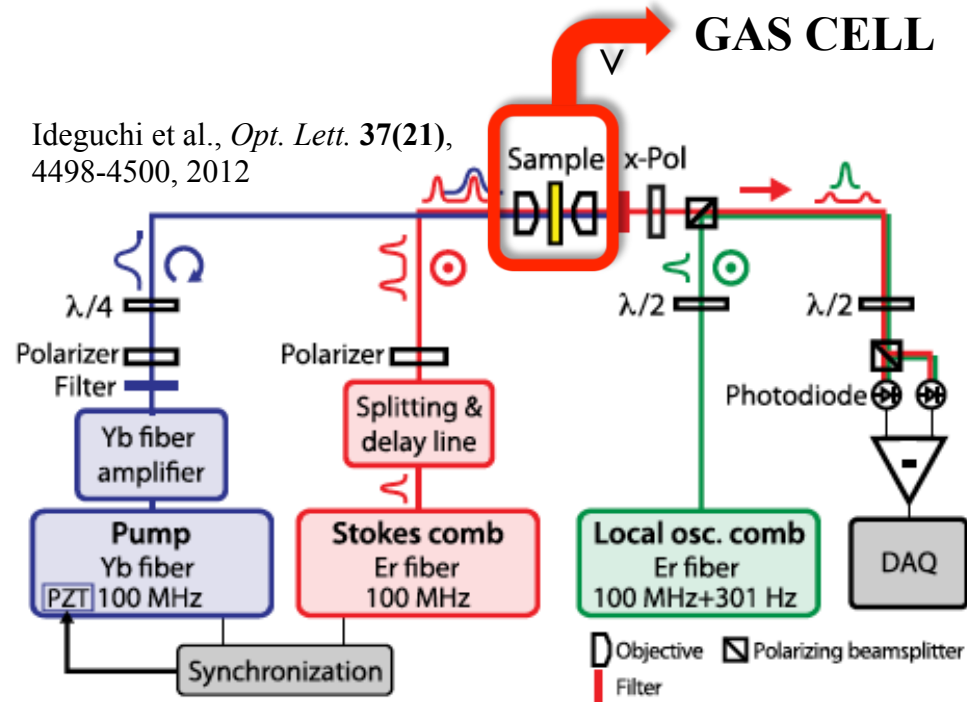 GAS CELL
Ideguchi et al., Opt. Lett. 37(21),
4498-4500, 2012
Sample
x-Pol
λ/4
λ/2
λ/2
Polarizer
Filter
Polarizer
Photodiode
Yb fiber
amplifier
Splitting &
delay line
-
Pump
Yb fiber
PZT 100 MHz
Stokes comb
Er fiber
100 MHz
Local osc. comb
Er fiber
100 MHz+301 Hz
DAQ
Synchronization
Objective
Polarizing beamsplitter
Filter